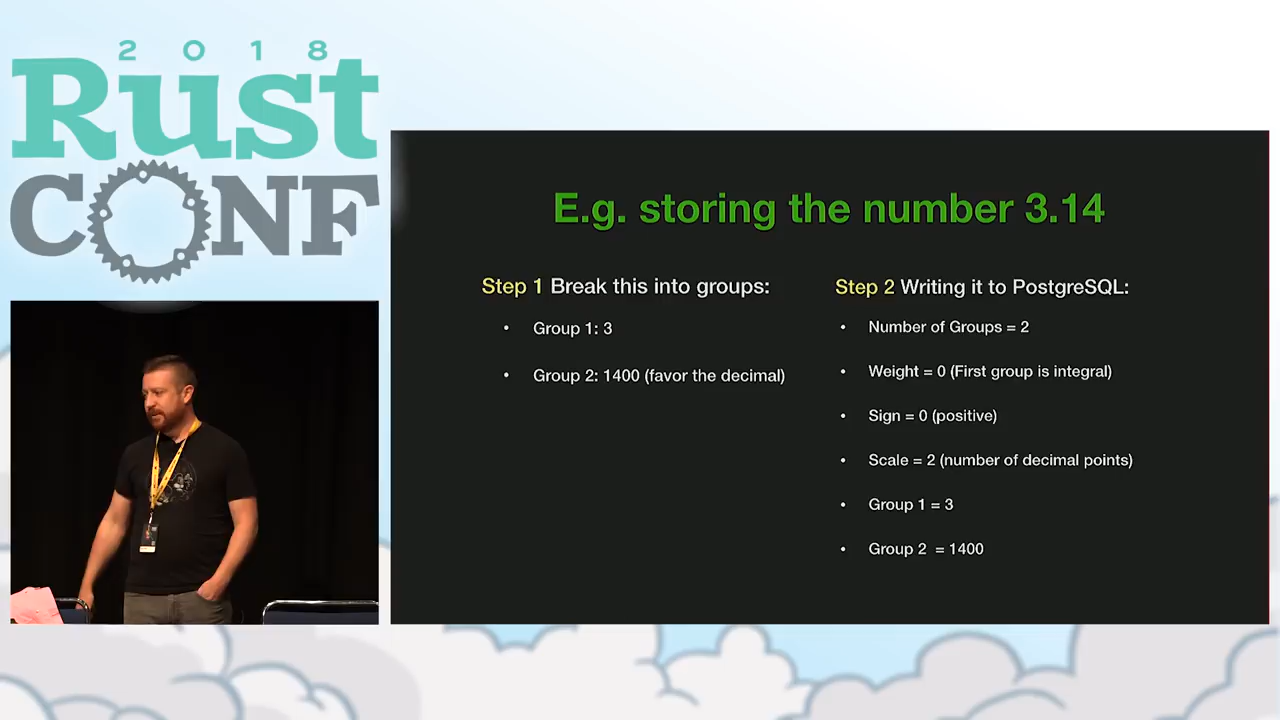 2018
Rust
CONF
E.g. storing the number 3.14
Step 1 Break this into groups:
• Group 1: 3
• Group 2: 1400 (favor the decimal)
Step 2 Writing it to PostgreSQL:
• Number of Groups = 2
• Weight = 0 (First group is integral)
• Sign = 0 (positive)
• Scale = 2 (number of decimal points)
• Group 1 = 3
• Group 2  = 1400